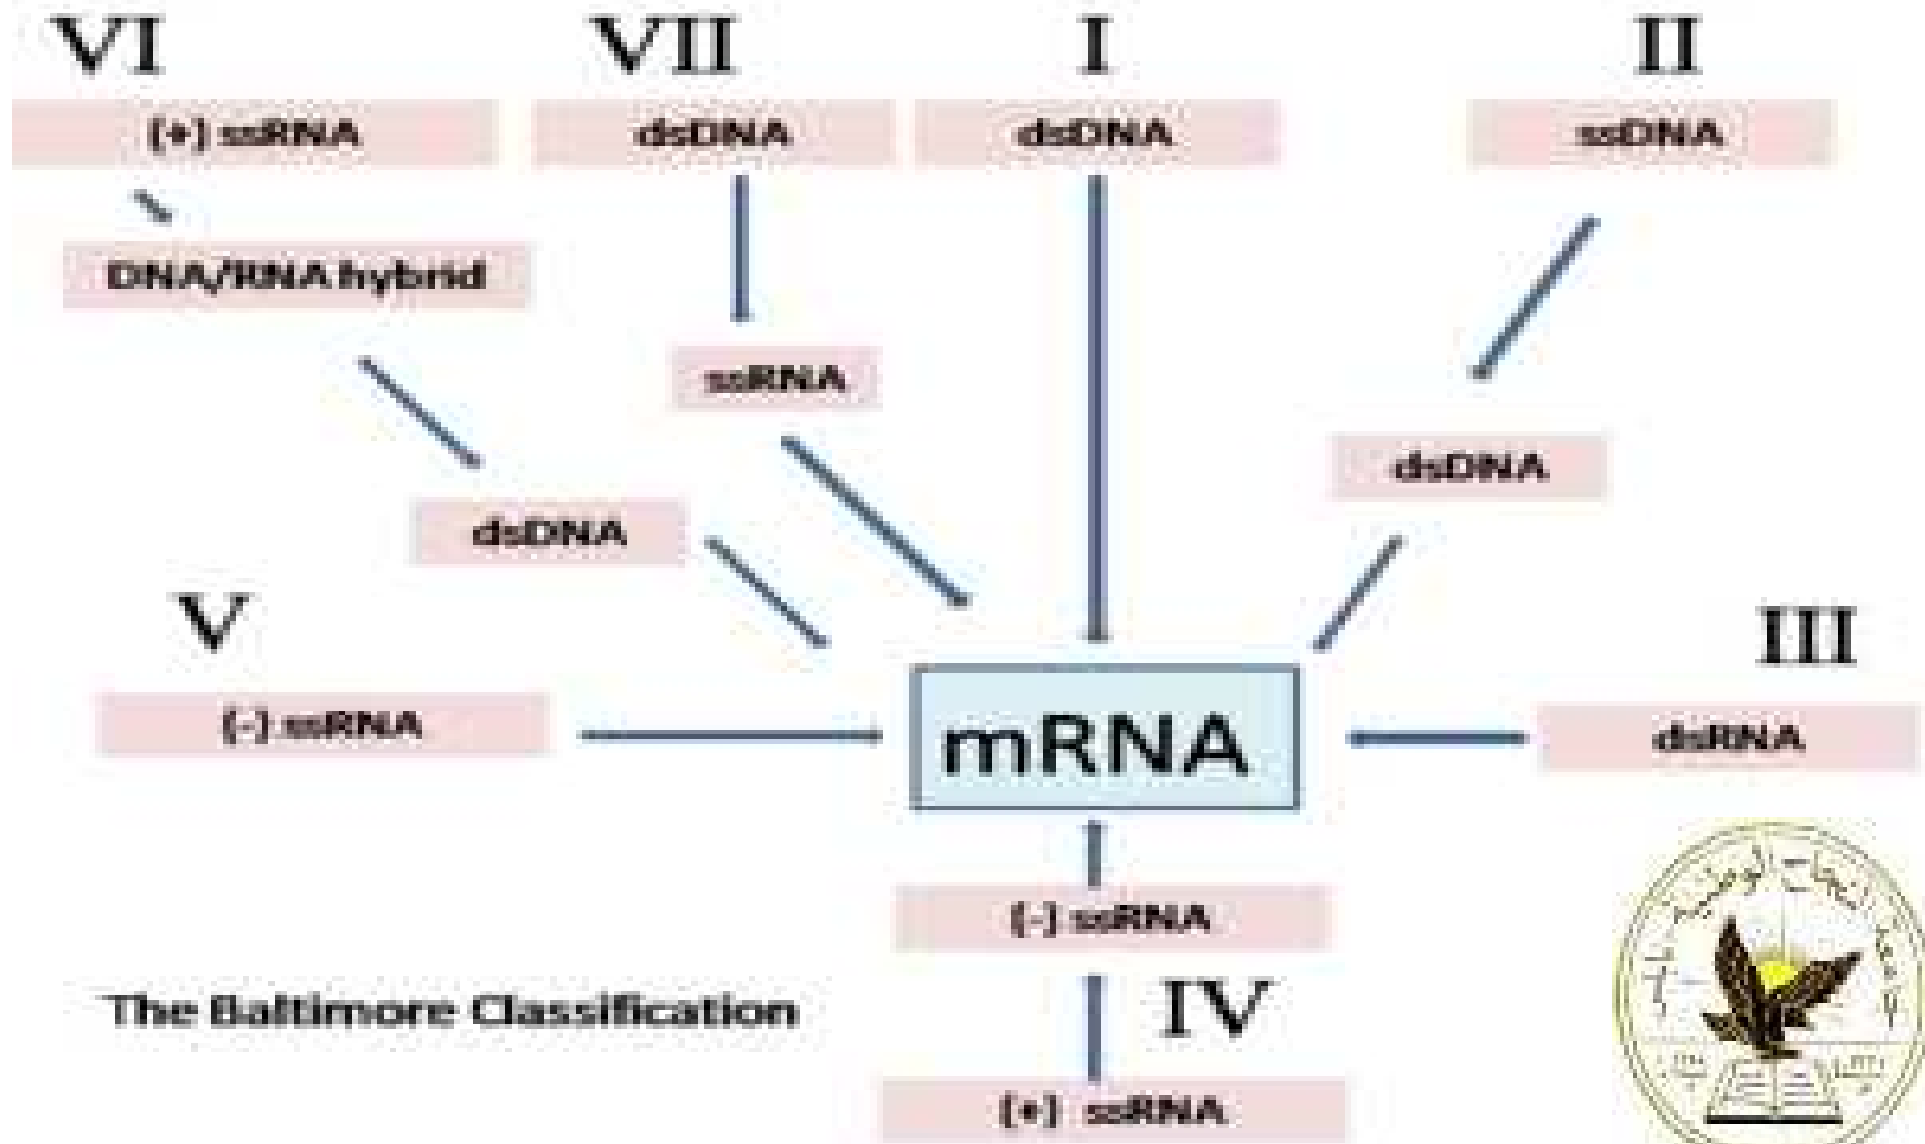 VI VII I II
(+) ssRNA dsDNA dsDNA ssDNA
DNA/RNA hybrid
ssRNA
dsDNA
dsDNA
V
III
(-) ssRNA
mRNA
dsRNA
(-) ssRNA
The Baltimore Classification
IV
(+) ssRNA